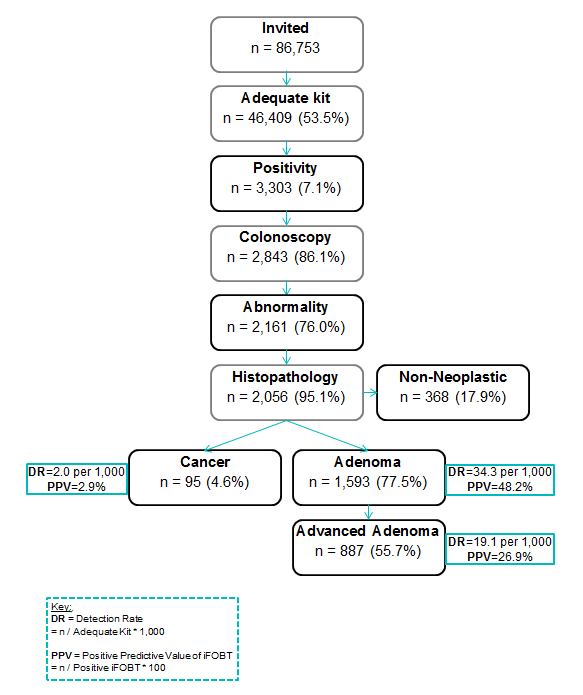 Invited
n = 86,753
Adequate kit
n = 46,409 (53.5%)
Positivity
n = 3,303 (7.1%)
Colonoscopy
n = 2,843 (86.1%)
Abnormality
n = 2,161 (76.0%)
Histopathology
n = 2,056 (95.1%)
Non-Neoplastic
n = 368 (17.9%)
DR=2.0 per 1,000
PPV=2.9%
Cancer
n = 95 (4.6%)
Adenoma
n = 1,593 (77.5%)
DR=34.3 per 1,000
PPV=48.2%
Advanced Adenoma
n = 887 (55.7%)
DR=19.1 per 1,000
PPV=26.9%
Key:
DR = Detection Rate
= n / Adequate Kit * 1,000
PPV = Positive Predictive Value of iFOBT
= n / Positive iFOBT * 100